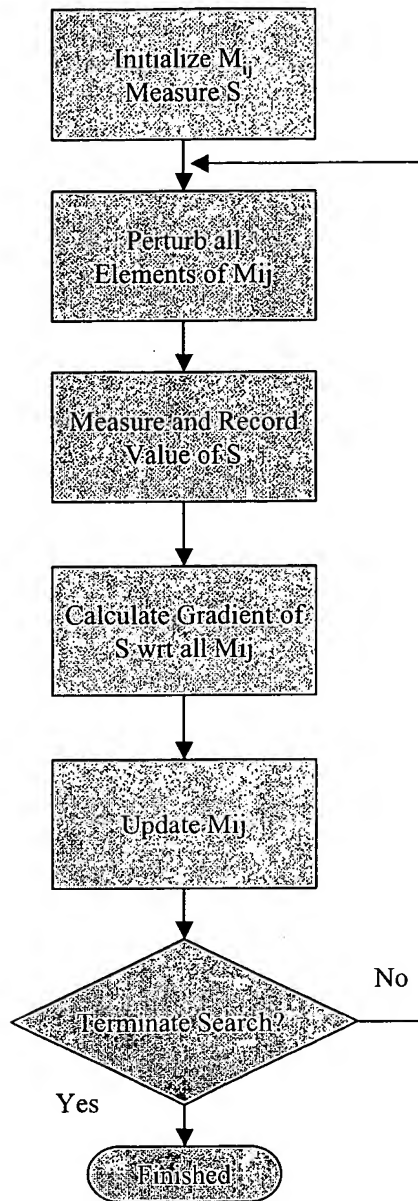 Initialize Mij
Measure S
Perturb all
Elements of Mij
Measure and Record
Value of S
Calculate Gradient of
S wrt all Mij
Update Mij
Terminate Search?
No
Yes
Finished